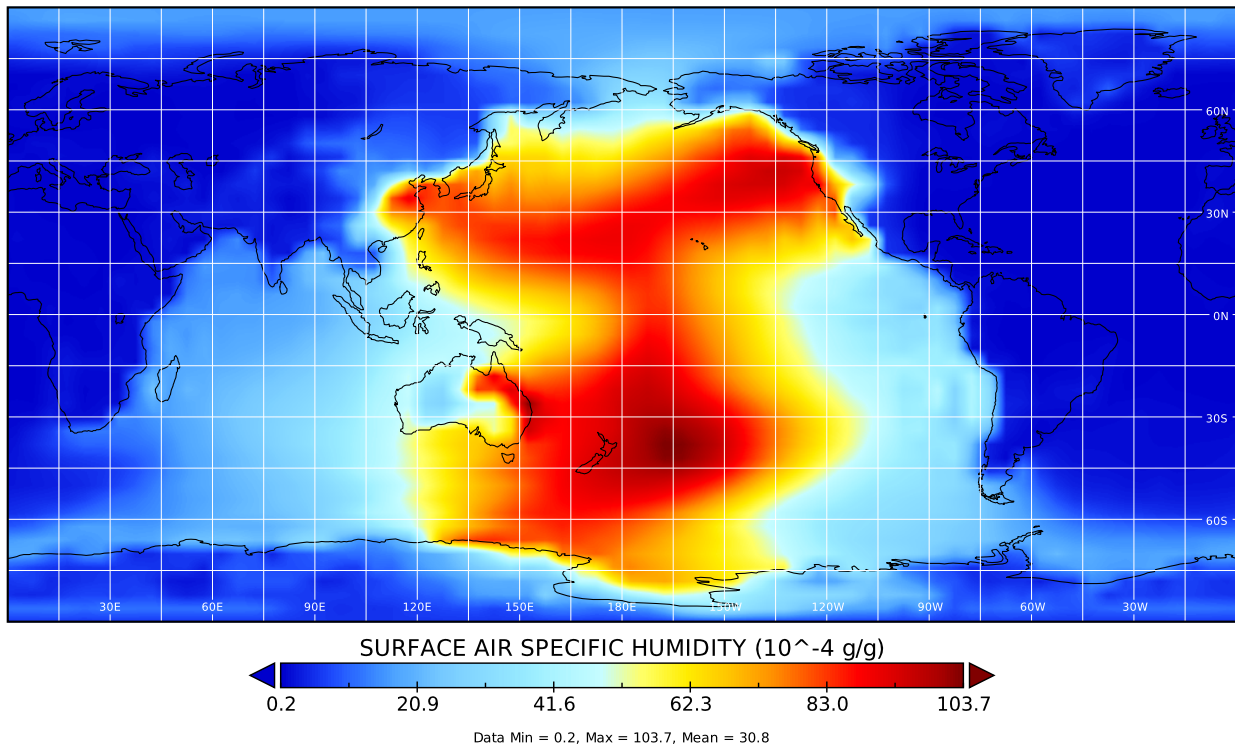 60N
30N
0N
30S
60S
30E 60E 90E 120E 150E 180E 150W 120W 90W 60W 30W
SURFACE AIR SPECIFIC HUMIDITY (10^-4 g/g)
0.2 20.9 41.6 62.3 83.0 103.7
Data Min = 0.2, Max = 103.7, Mean = 30.8